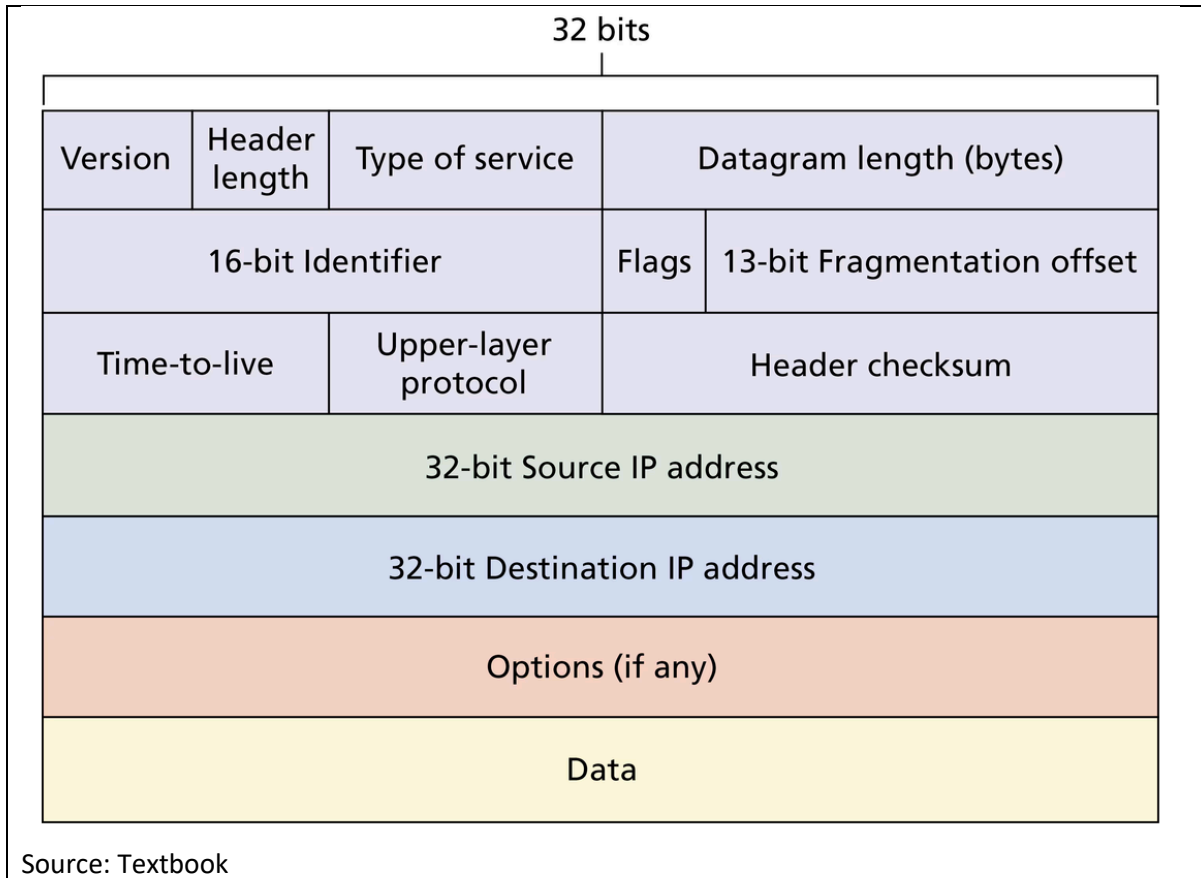 32 bits
Version
Header
length
Type of service
Datagram length (bytes)
16-bit Identifier
Flags
13-bit Fragmentation offset
Time-to-live
Upper-layer
protocol
Header checksum
32-bit Source IP address
32-bit Destination IP address
Options (if any)
Data
Source: Textbook